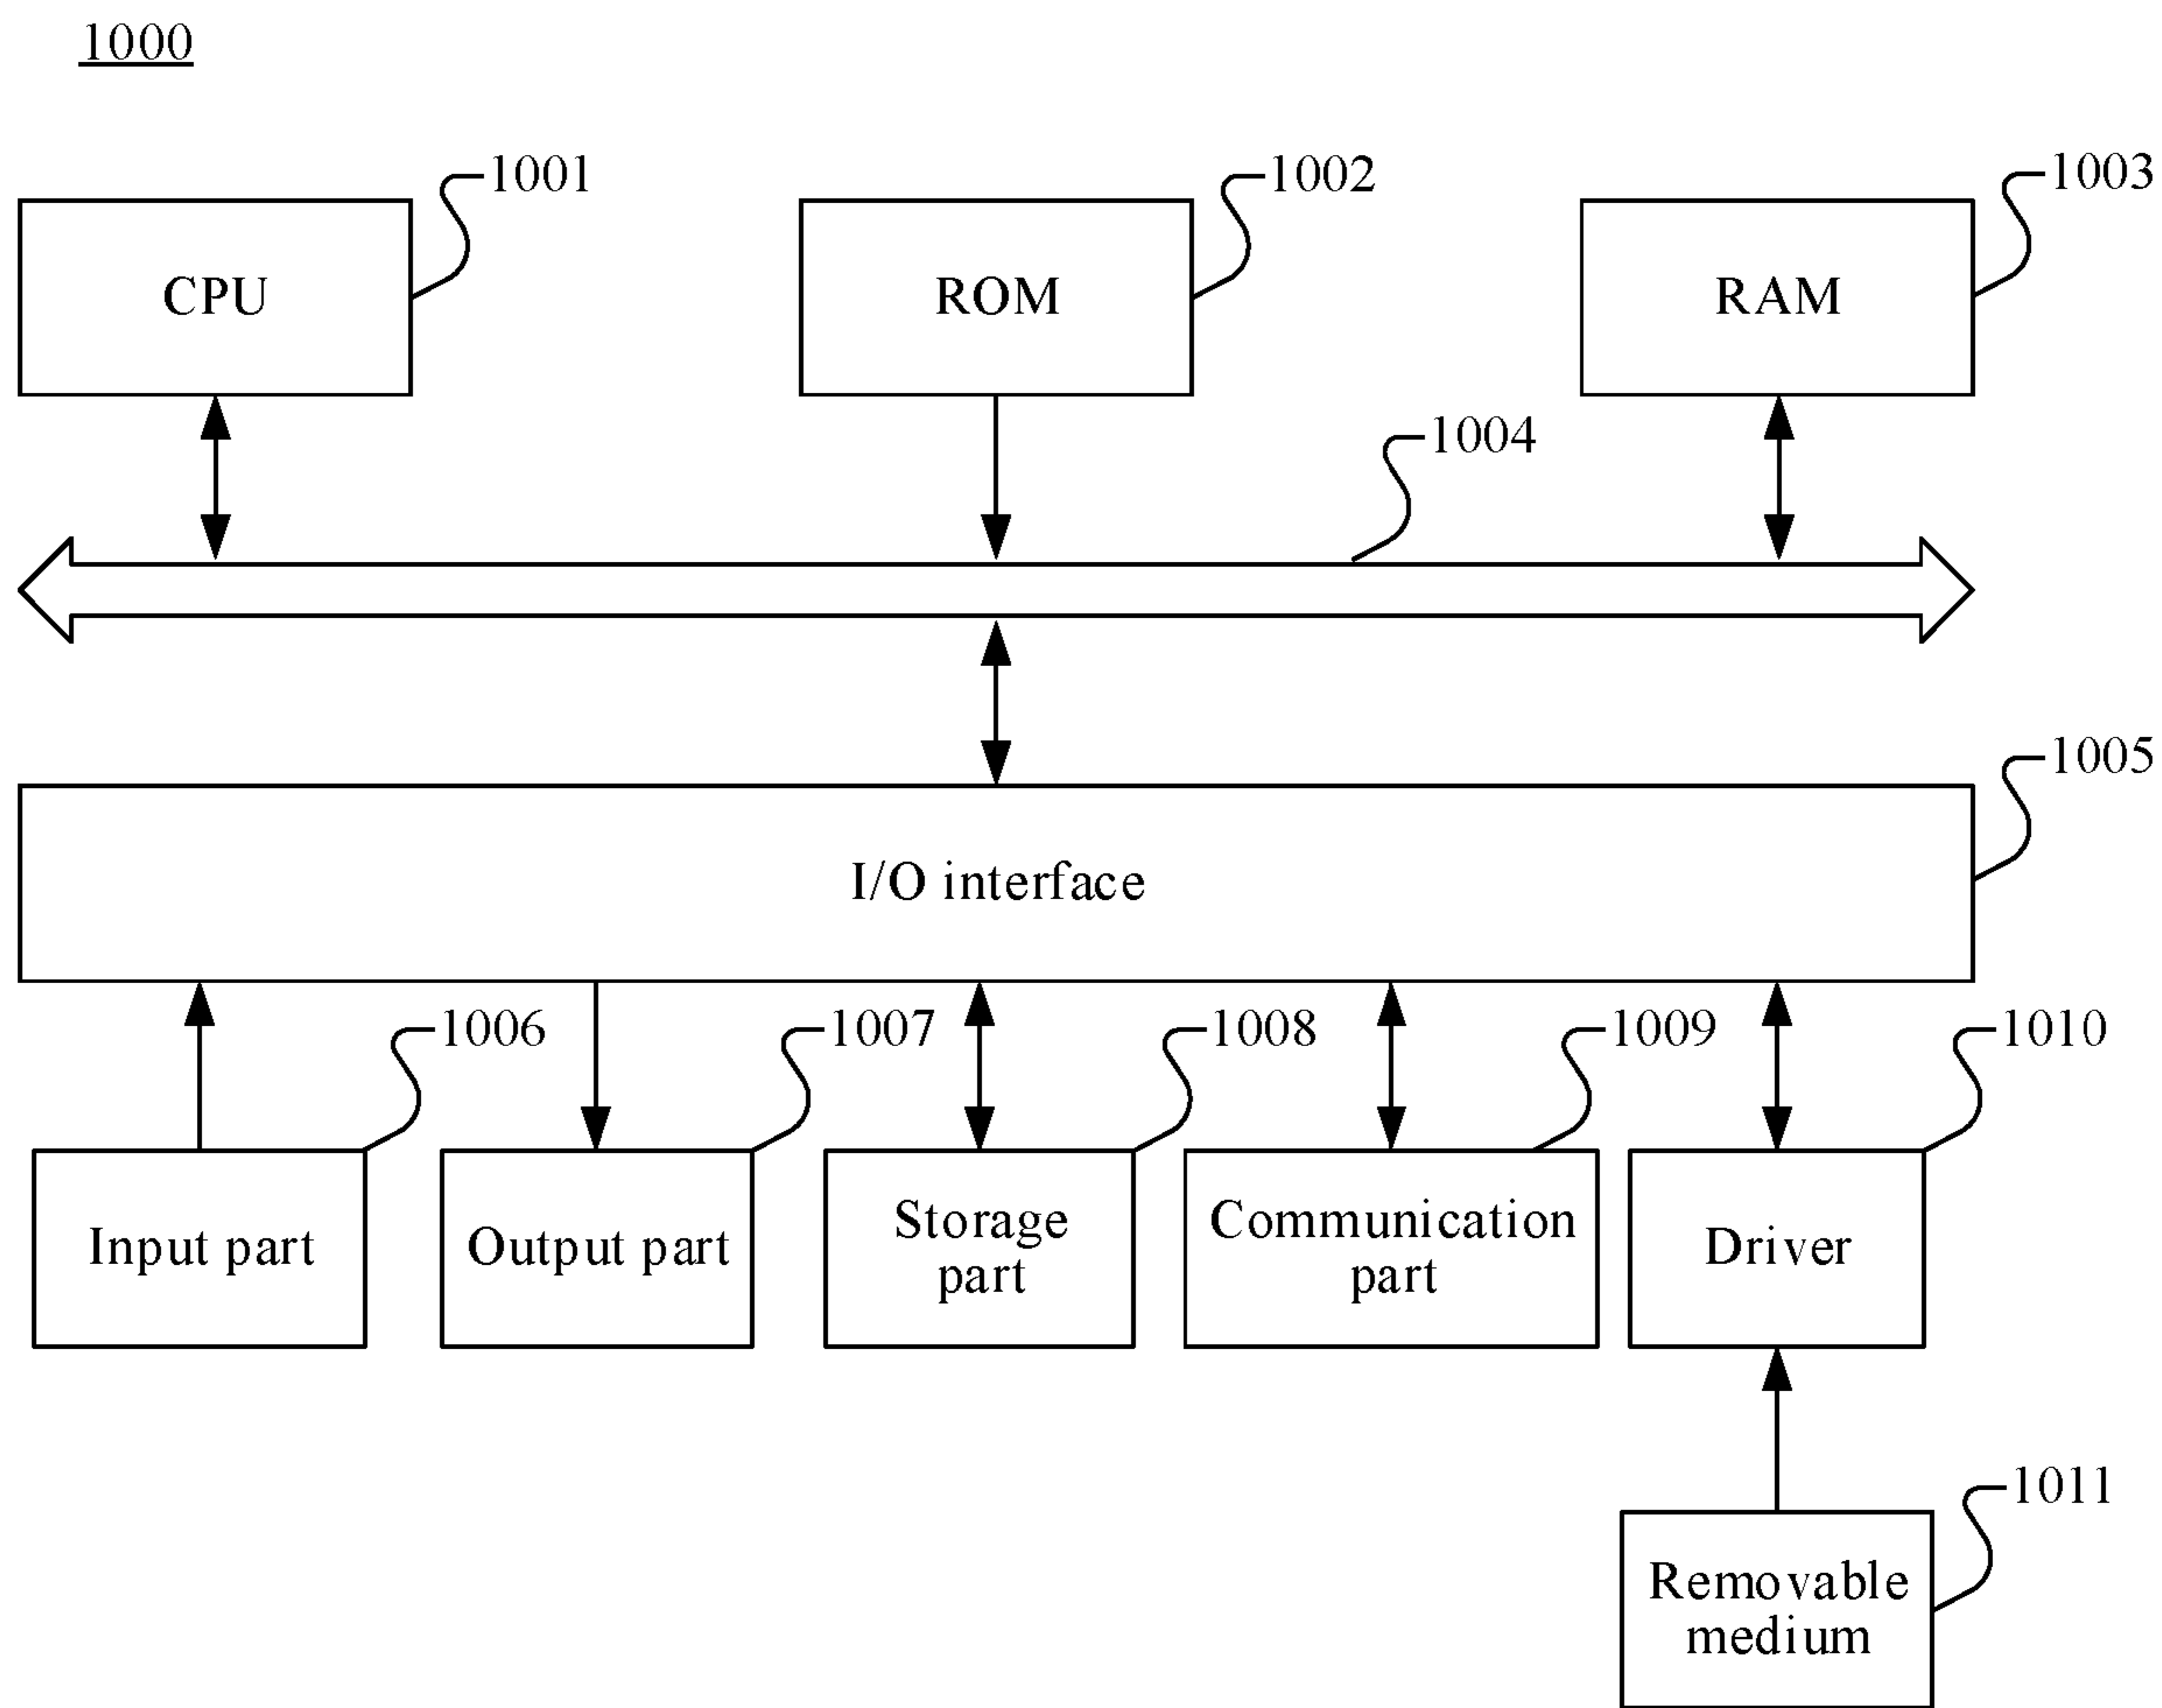 1000
1001
1002
1003
CPU
ROM
RAM
1004
1005
I/O interface
1006
1007
1008
1009
1010
Input part
Output part
Storage
part
Communication
part
Driver
1011
Removable
medium